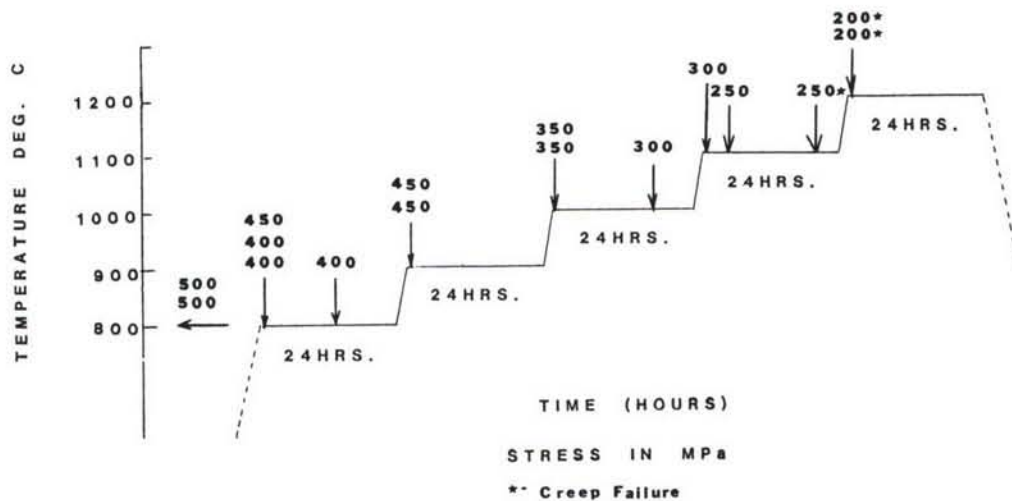 TEMPERATURE DEG. C
1200
1100
1000
900
800
500
500
450
400
400
400
24HRS.
450
450
24HRS.
350
350
300
24HRS.
300
250
250*
24HRS.
200*
200*
24HRS.
TIME (HOURS)
STRESS IN MPa
*- Creep Failure